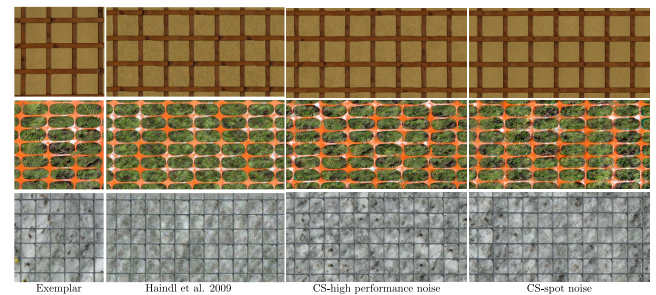 Exemplar
Haindl et al. 2009
CS-high performance noise
CS-spot noise